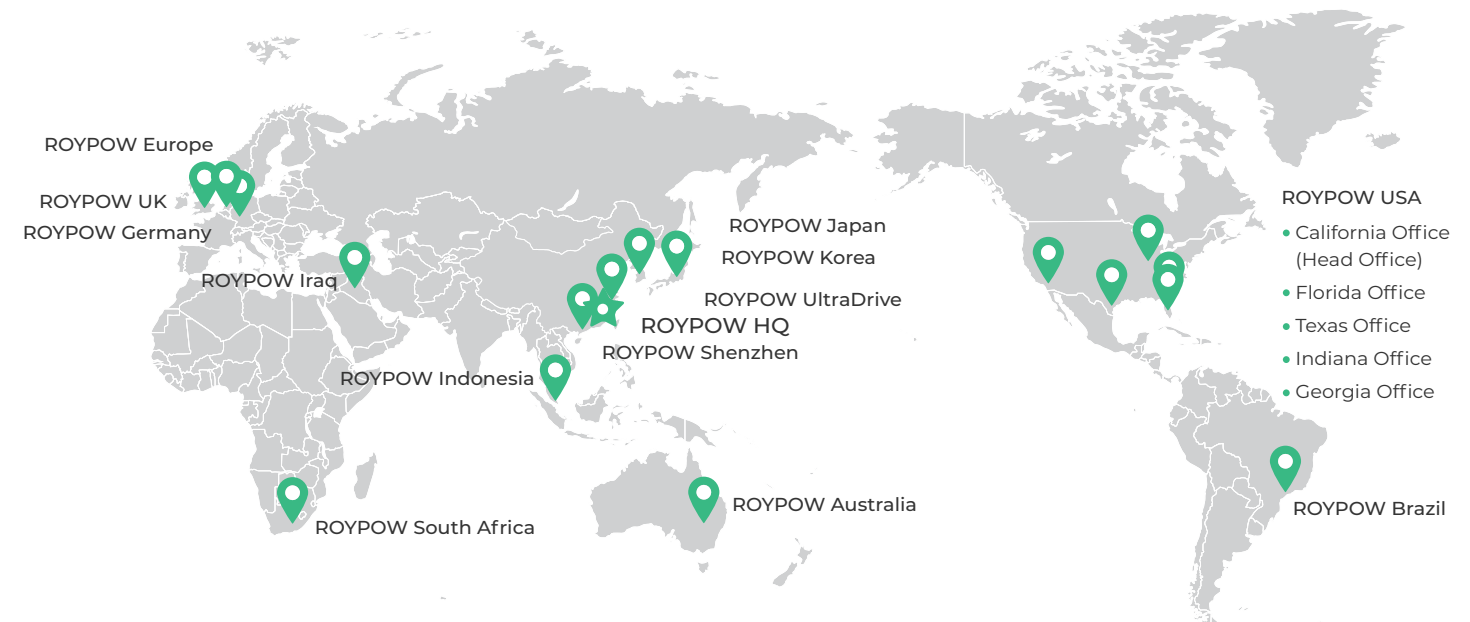 ROYPOW Europe
ROYPOW UK
ROYPOW Germany
ROYPOW Iraq
ROYPOW Japan
ROYPOW Korea
ROYPOW UltraDrive
ROYPOW HQ
ROYPOW Shenzhen
ROYPOW Indonesia
ROYPOW South Africa
ROYPOW Australia
ROYPOW USA
• California Office
(Head Office)
• Florida Office
• Texas Office
• Indiana Office
• Georgia Office
ROYPOW Brazil